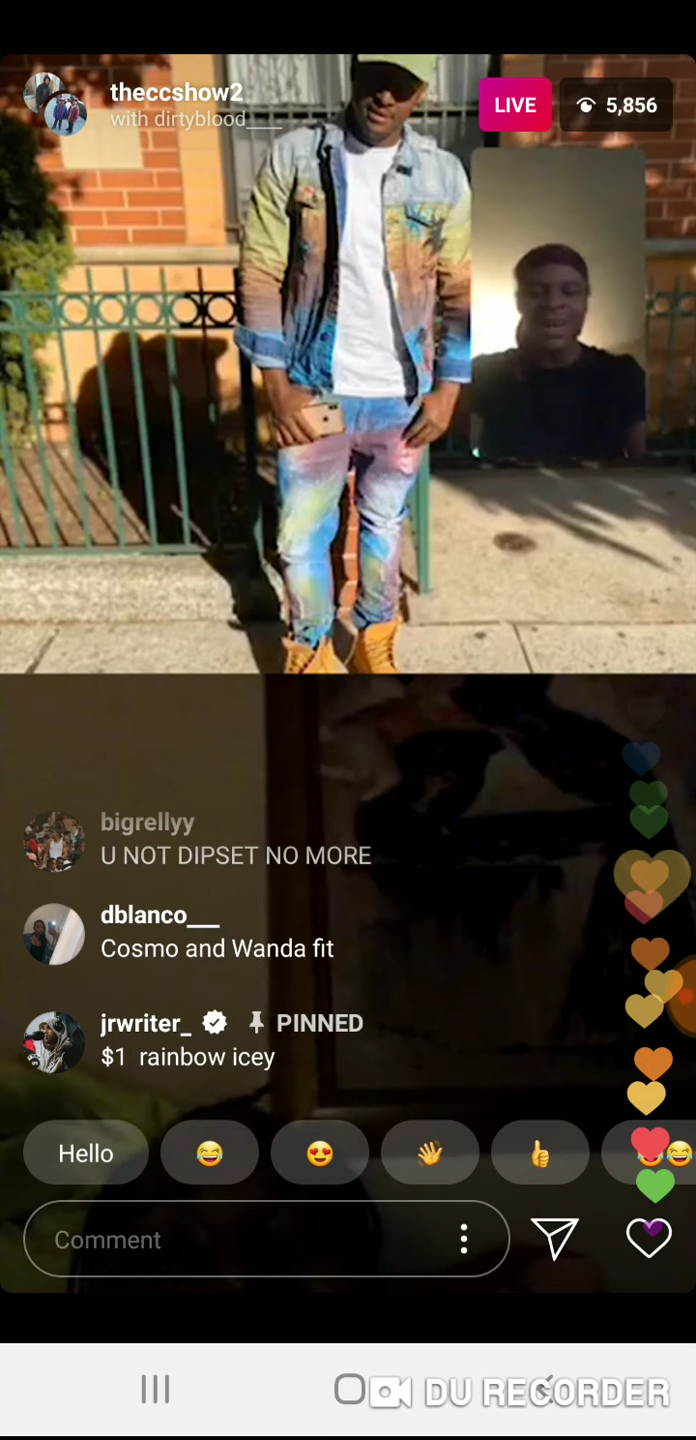 theccshow2
with dirtyblood___
LIVE
5,856
bigrellyy
U NOT DIPSET NO MORE
dblanco___
Cosmo and Wanda fit
jrwriter_ PINNED
$1 rainbow icey
Hello
Comment
DU RECORDER